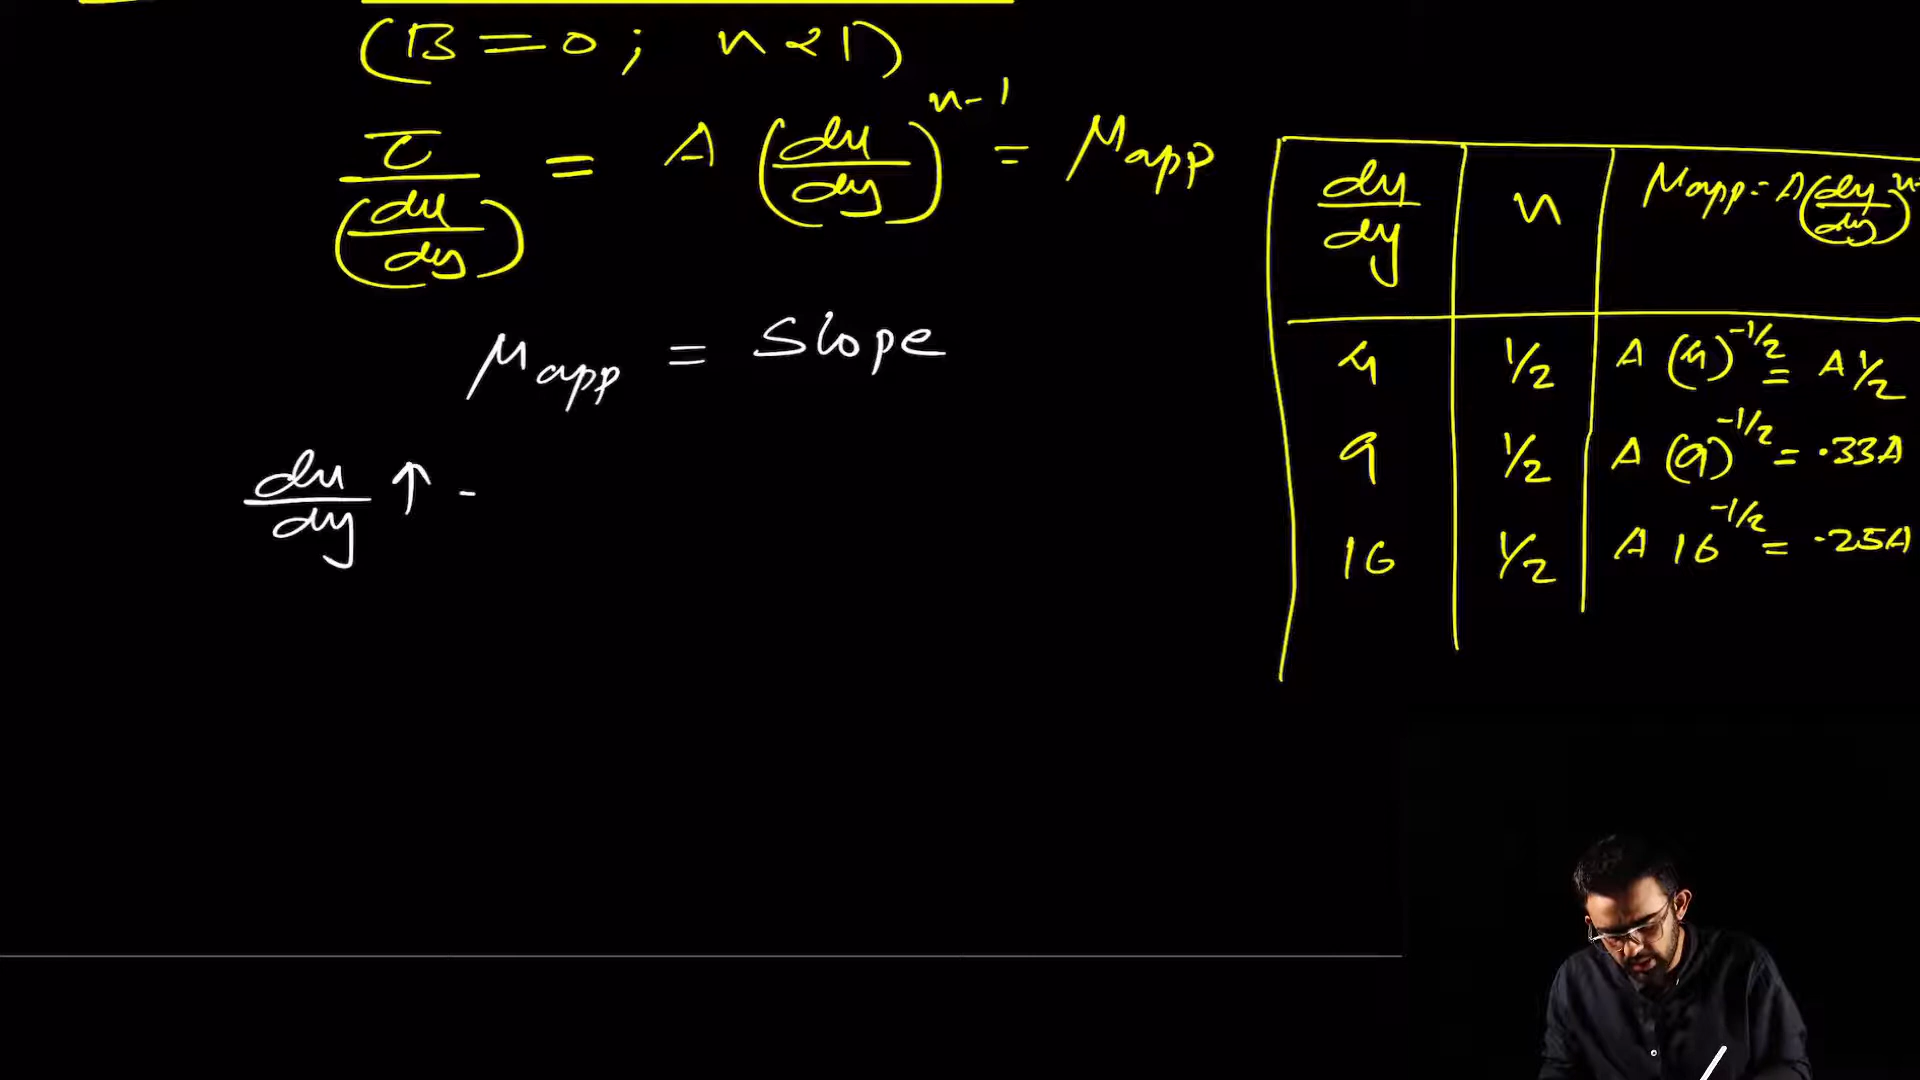 (B = 0 ; n < 1)
τ/(du/dy) = A (du/dy)^n-1 = μapp
μapp = Slope
du/dy ↑ -
du/dy | n | μapp = A(du/dy)^n-
4 | 1/2 | A (4)^-1/2 = A 1/2
9 | 1/2 | A (9)^-1/2 = .33A
16 | 1/2 | A 16^-1/2 = .25A